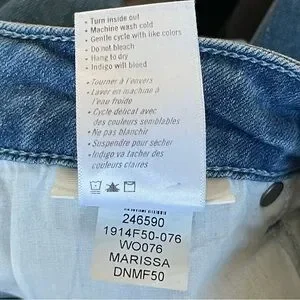 • Turn inside out
• Machine wash cold
• Gentle cycle with like colors
• Do not bleach
• Hang to dry
• Indigo will bleed
• Tourner à l'envers
• Laver en machine à
l'eau froide
• Cycle délicat avec
des couleurs semblables
• Ne pas blanchir
• Suspendre pour sécher
• Indigo va tacher des
couleurs claires
246590
1914F50-076
WO076
MARISSA
DNMF50